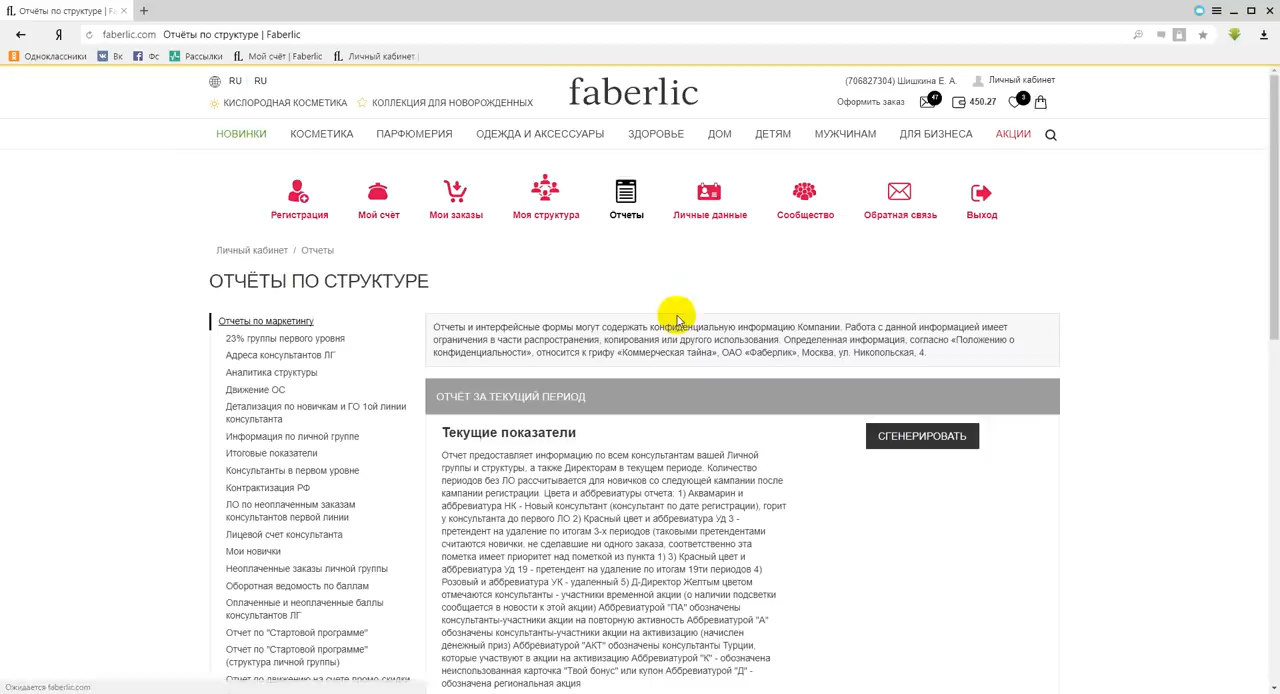 Отчёты по структуре | Fa
faberlic.com Отчёты по структуре | Faberlic
Одноклассники Вк Фс Рассылки Мой счёт | Faberlic Личный кабинет
RU RU
(706827304) Шишкина Е. А. Личный кабинет
КИСЛОРОДНАЯ КОСМЕТИКА КОЛЛЕКЦИЯ ДЛЯ НОВОРОЖДЕННЫХ
faberlic
Оформить заказ 47 450.27 3
НОВИНКИ КОСМЕТИКА ПАРФЮМЕРИЯ ОДЕЖДА И АКСЕССУАРЫ ЗДОРОВЬЕ ДОМ ДЕТЯМ МУЖЧИНАМ ДЛЯ БИЗНЕСА АКЦИИ
Регистрация Мой счёт Мои заказы Моя структура Отчеты Личные данные Сообщество Обратная связь Выход
Личный кабинет / Отчеты
ОТЧЁТЫ ПО СТРУКТУРЕ
Отчеты по маркетингу
23% группы первого уровня
Адреса консультантов ЛГ
Аналитика структуры
Движение ОС
Детализация по новичкам и ГО 1ой линии
консультанта
Информация по личной группе
Итоговые показатели
Консультанты в первом уровне
Контрактизация РФ
ЛО по неоплаченным заказам
консультантов первой линии
Лицевой счет консультанта
Мои новички
Неоплаченные заказы личной группы
Оборотная ведомость по баллам
Оплаченные и неоплаченные баллы
консультантов ЛГ
Отчет по "Стартовой программе"
Отчет по "Стартовой программе"
(структура личной группы)
Отчет по движению на счете промо-скидки
Отчеты и интерфейсные формы могут содержать конфиденциальную информацию Компании. Работа с данной информацией имеет
ограничения в части распространения, копирования или другого использования. Определенная информация, согласно «Положению о
конфиденциальности», относится к грифу «Коммерческая тайна», ОАО «Фаберлик», Москва, ул. Никопольская, 4.
ОТЧЁТ ЗА ТЕКУЩИЙ ПЕРИОД
Текущие показатели
СГЕНЕРИРОВАТЬ
Отчет предоставляет информацию по всем консультантам вашей Личной
группы и структуры, а также Директорам в текущем периоде. Количество
периодов без ЛО рассчитывается для новичков со следующей кампании после
кампании регистрации. Цвета и аббревиатуры отчета: 1) Аквамарин и
аббревиатура НК - Новый консультант (консультант по дате регистрации), горит
у консультанта до первого ЛО 2) Красный цвет и аббревиатура Уд 3 -
претендент на удаление по итогам 3-х периодов (таковыми претендентами
считаются новички, не сделавшие ни одного заказа, соответственно эта
пометка имеет приоритет над пометкой из пункта 1) 3) Красный цвет и
аббревиатура Уд 19 - претендент на удаление по итогам 19ти периодов 4)
Розовый и аббревиатура УК - удаленный 5) Д-Директор Желтым цветом
отмечаются консультанты - участники временной акции (о наличии подсветки
сообщается в новости к этой акции) Аббревиатурой "ПА" обозначены
консультанты-участники акции на повторную активность Аббревиатурой "А"
обозначены консультанты-участники акции на активизацию (начислен
денежный приз) Аббревиатурой "АКТ" обозначены консультанты Турции,
которые участвуют в акции на активизацию Аббревиатурой "К" - обозначена
неиспользованная карточка "Твой бонус" или купон Аббревиатурой "Д" -
обозначена региональная акция
Ожидается faberlic.com